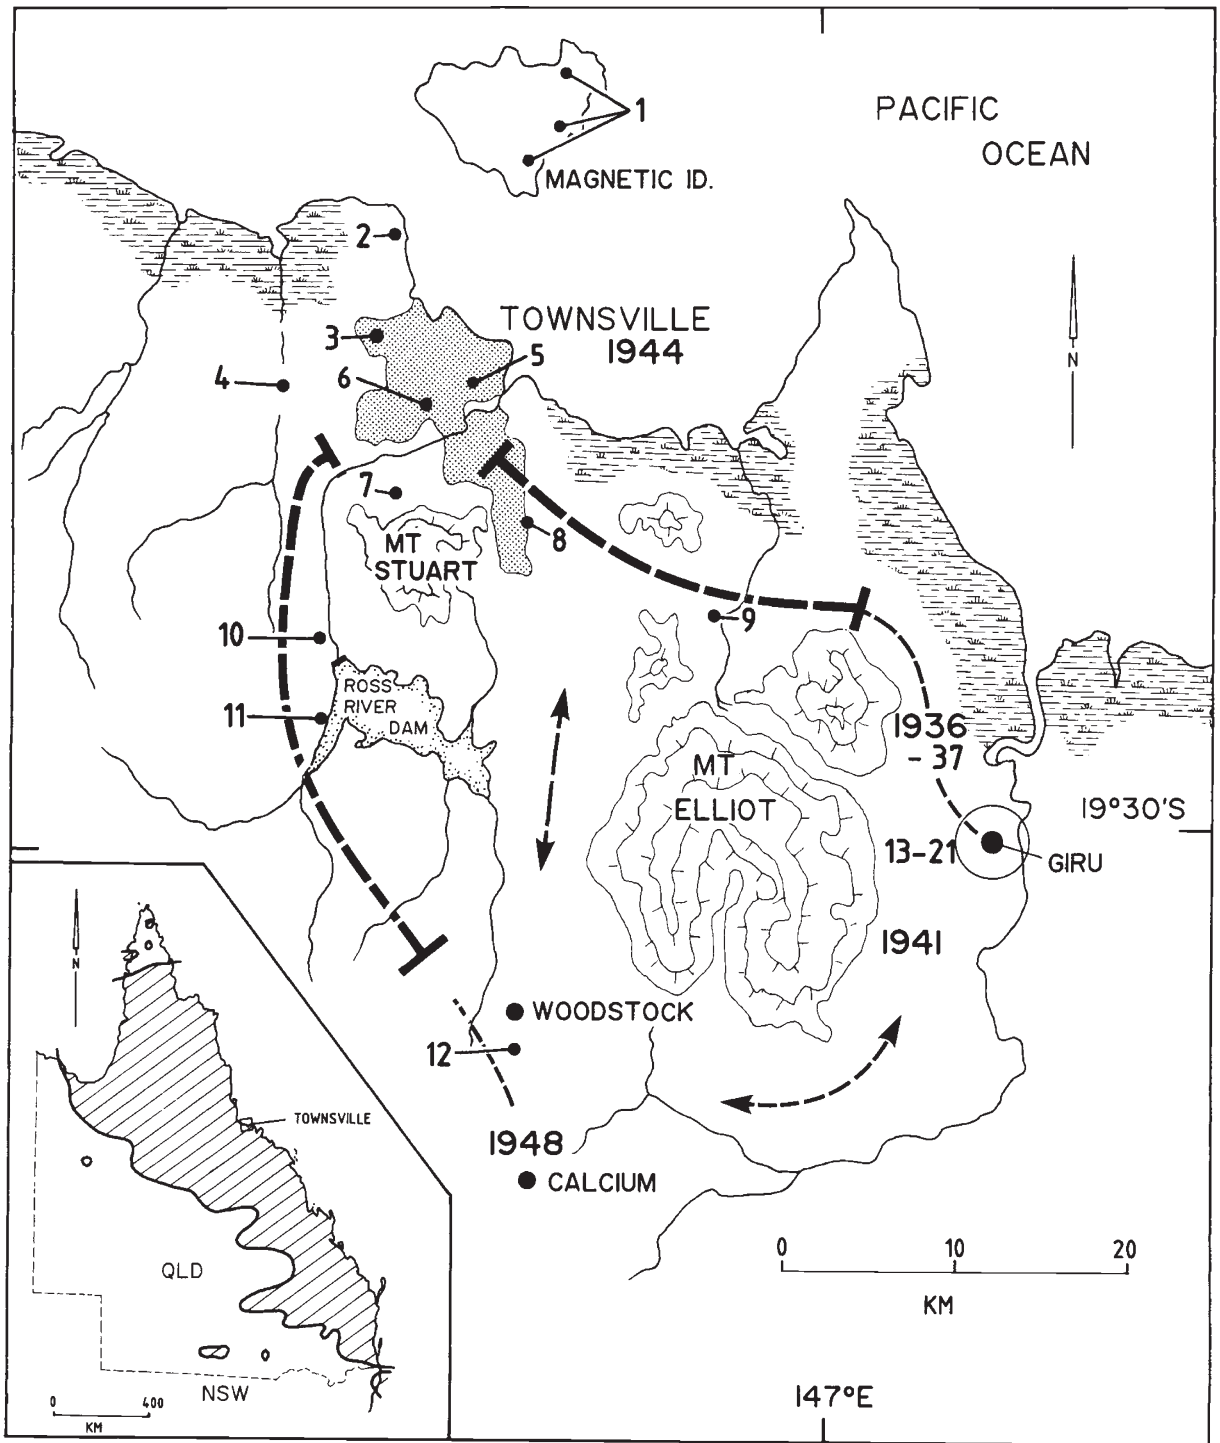 1
PACIFIC
OCEAN
MAGNETIC ID.
2
TOWNSVILLE
1944
3
5
4
6
N
7
8
MT
STUART
9
10
ROSS
RIVER
DAM
11
1936
- 37
MT
ELLIOT
19°30'S
13-21
GIRU
1941
N
WOODSTOCK
12
TOWNSVILLE
1948
CALCIUM
0 10 20
KM
QLD
NSW
0 400
KM
147°E